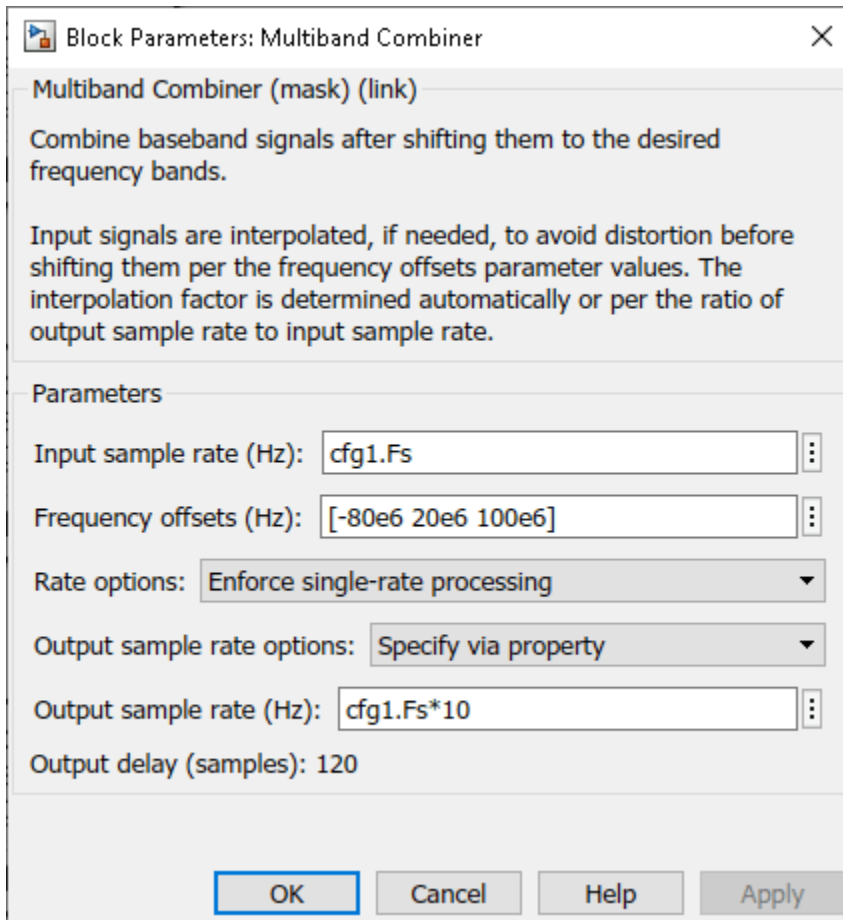 Block Parameters: Multiband Combiner
Multiband Combiner (mask) (link)
Combine baseband signals after shifting them to the desired
frequency bands.
Input signals are interpolated, if needed, to avoid distortion before
shifting them per the frequency offsets parameter values. The
interpolation factor is determined automatically or per the ratio of
output sample rate to input sample rate.
Parameters
Input sample rate (Hz): cfg1.Fs
Frequency offsets (Hz): [-80e6 20e6 100e6]
Rate options: Enforce single-rate processing
Output sample rate options: Specify via property
Output sample rate (Hz): cfg1.Fs*10
Output delay (samples): 120
OK Cancel Help Apply